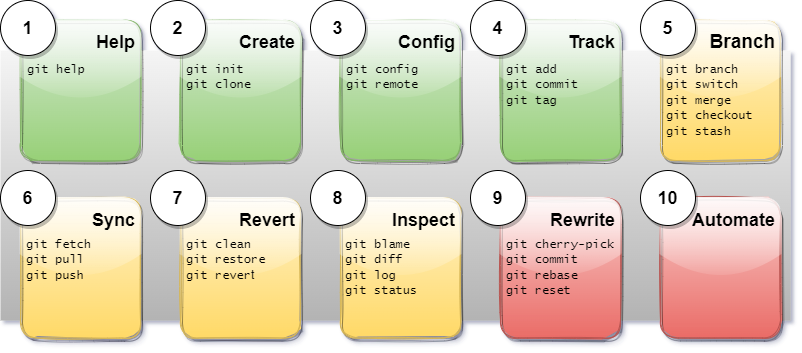 1
Help
git help
2
Create
git init
git clone
3
Config
git config
git remote
4
Track
git add
git commit
git tag
5
Branch
git branch
git switch
git merge
git checkout
git stash
6
Sync
git fetch
git pull
git push
7
Revert
git clean
git restore
git revert
8
Inspect
git blame
git diff
git log
git status
9
Rewrite
git cherry-pick
git commit
git rebase
git reset
10
Automate